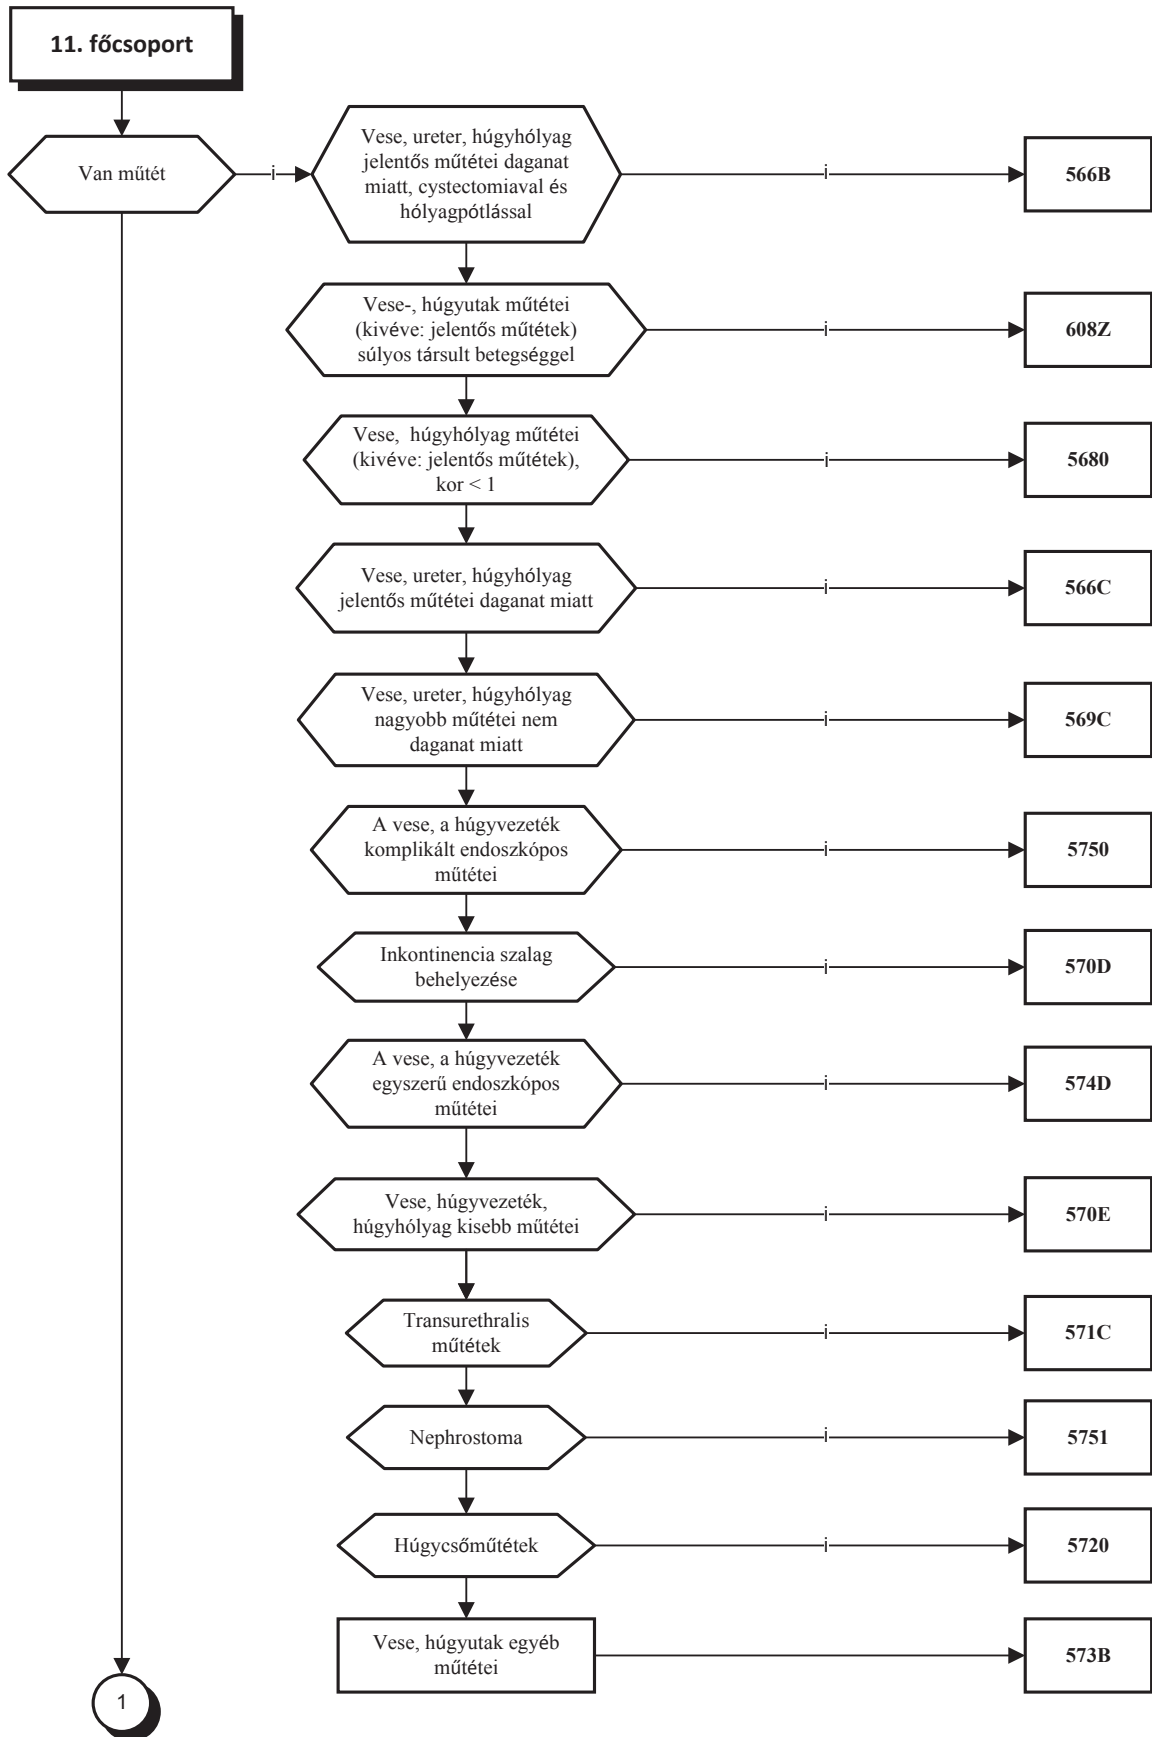 11. főcsoport
Van műtét
i
Vese, ureter, húgyhólyag
jelentős műtétei daganat
miatt, cystectomiaval és
hólyagpótlással
i
566B
Vese-, húgyutak műtétei
(kivéve: jelentős műtétek)
súlyos társult betegséggel
i
608Z
Vese,  húgyhólyag műtétei
(kivéve: jelentős műtétek),
kor < 1
i
5680
Vese, ureter, húgyhólyag
jelentős műtétei daganat miatt
i
566C
Vese, ureter, húgyhólyag
nagyobb műtétei nem
daganat miatt
i
569C
A vese, a húgyvezeték
komplikált endoszkópos
műtétei
i
5750
Inkontinencia szalag
behelyezése
i
570D
A vese, a húgyvezeték
egyszerű endoszkópos
műtétei
i
574D
Vese, húgyvezeték,
húgyhólyag kisebb műtétei
i
570E
Transurethralis
műtétek
i
571C
Nephrostoma
i
5751
Húgycsőműtétek
i
5720
Vese, húgyutak egyéb
műtétei
573B
1